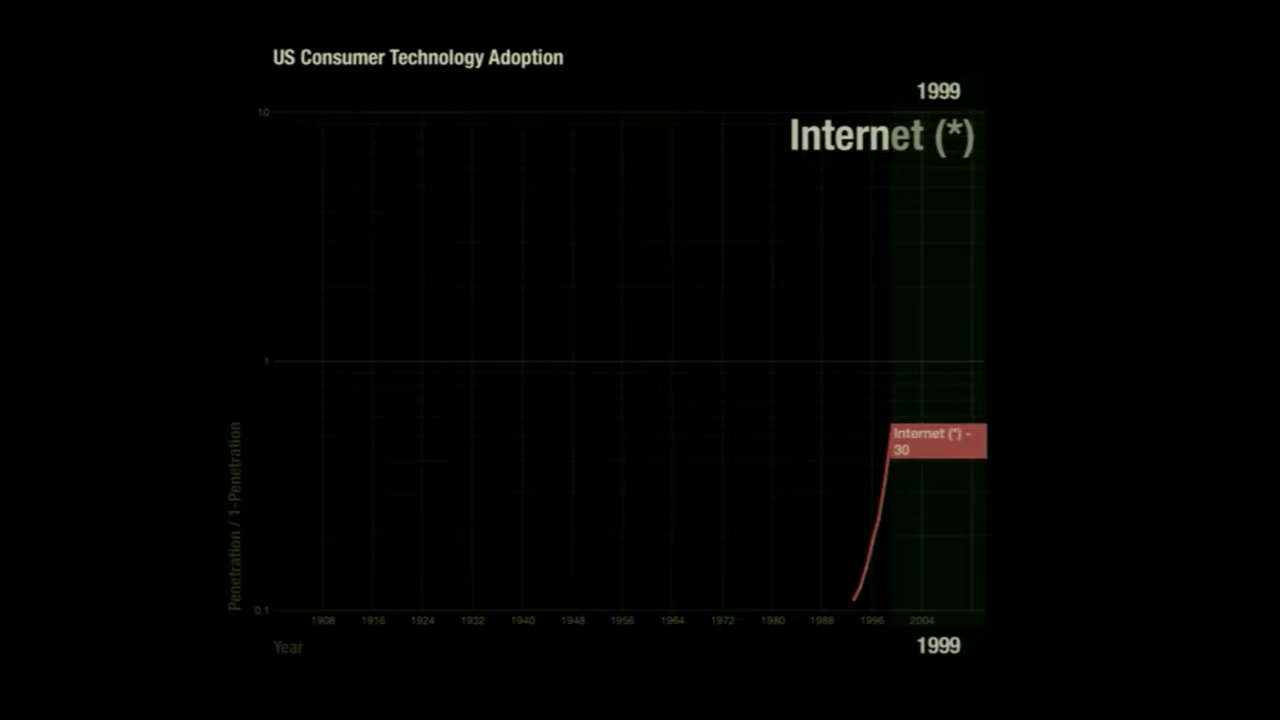 US Consumer Technology Adoption
1999
10
Internet (*)
1
Internet (*) -
30
Penetration / 1-Penetration
0.1
1908 1916 1924 1932 1940 1948 1956 1964 1972 1980 1988 1996 2004
Year
1999